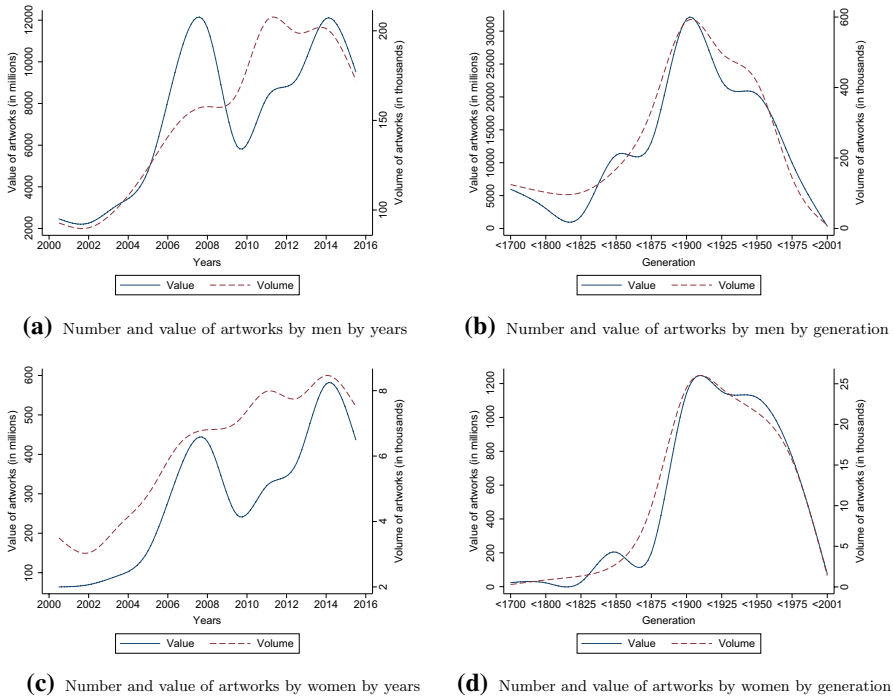 Value of artworks (in millions)
2000 4000 6000 8000 10000 12000
100 150 200
Volume of artworks (in thousands)
2000 2002 2004 2006 2008 2010 2012 2014 2016
Years
Value Volume
(a) Number and value of artworks by men by years
Value of artworks (in millions)
0 5000 10000 15000 20000 25000 30000
0 200 400 600
Volume of artworks (in thousands)
<1700 <1800 <1825 <1850 <1875 <1900 <1925 <1950 <1975 <2001
Generation
Value Volume
(b) Number and value of artworks by men by generation
Value of artworks (in millions)
100 200 300 400 500 600
2 4 6 8
Volume of artworks (in thousands)
2000 2002 2004 2006 2008 2010 2012 2014 2016
Years
Value Volume
(c) Number and value of artworks by women by years
Value of artworks (in millions)
0 200 400 600 800 1000 1200
0 5 10 15 20 25
Volume of artworks (in thousands)
<1700 <1800 <1825 <1850 <1875 <1900 <1925 <1950 <1975 <2001
Generation
Value Volume
(d) Number and value of artworks by women by generation